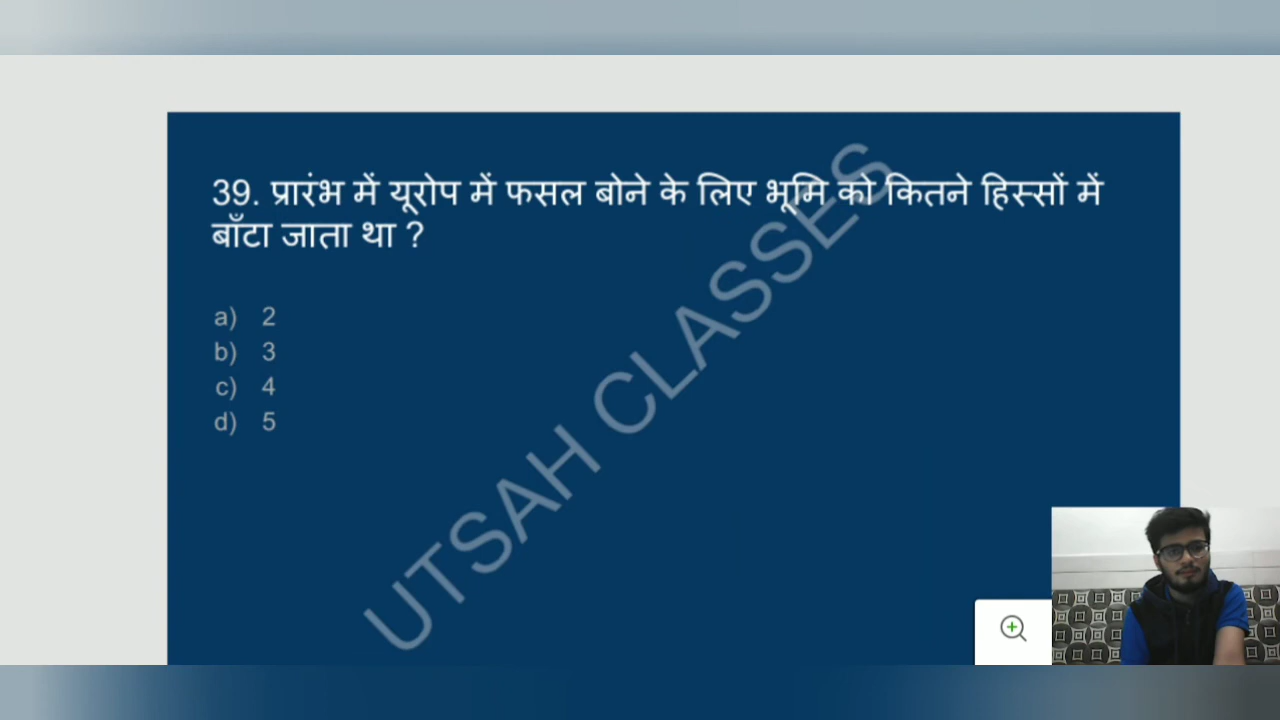 39. प्रारंभ में यूरोप में फसल बोने के लिए भूमि को कितने हिस्सों में
बाँटा जाता था ?
a) 2
b) 3
c) 4
d) 5
UTSAH CLASSES